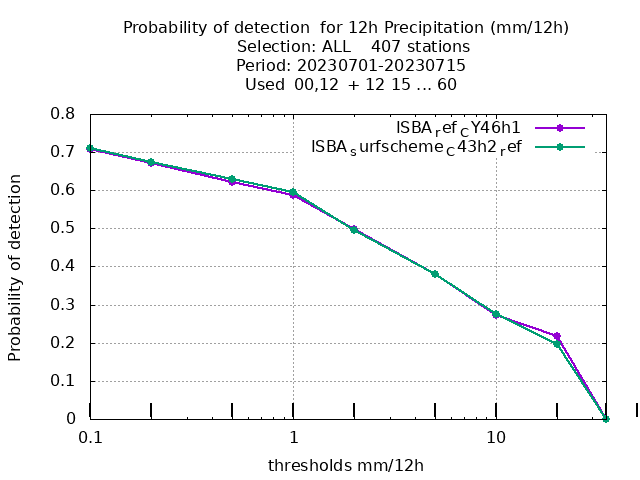 Probability of detection  for 12h Precipitation (mm/12h)
Selection: ALL    407 stations
Period: 20230701-20230715
Used  00,12  + 12 15 ... 60
ISBA_ref_CY46h1
ISBA_surfscheme_C43h2_ref
0.8
0.7
0.6
0.5
0.4
0.3
0.2
0.1
0
Probability of detection
0.1 1 10
thresholds mm/12h